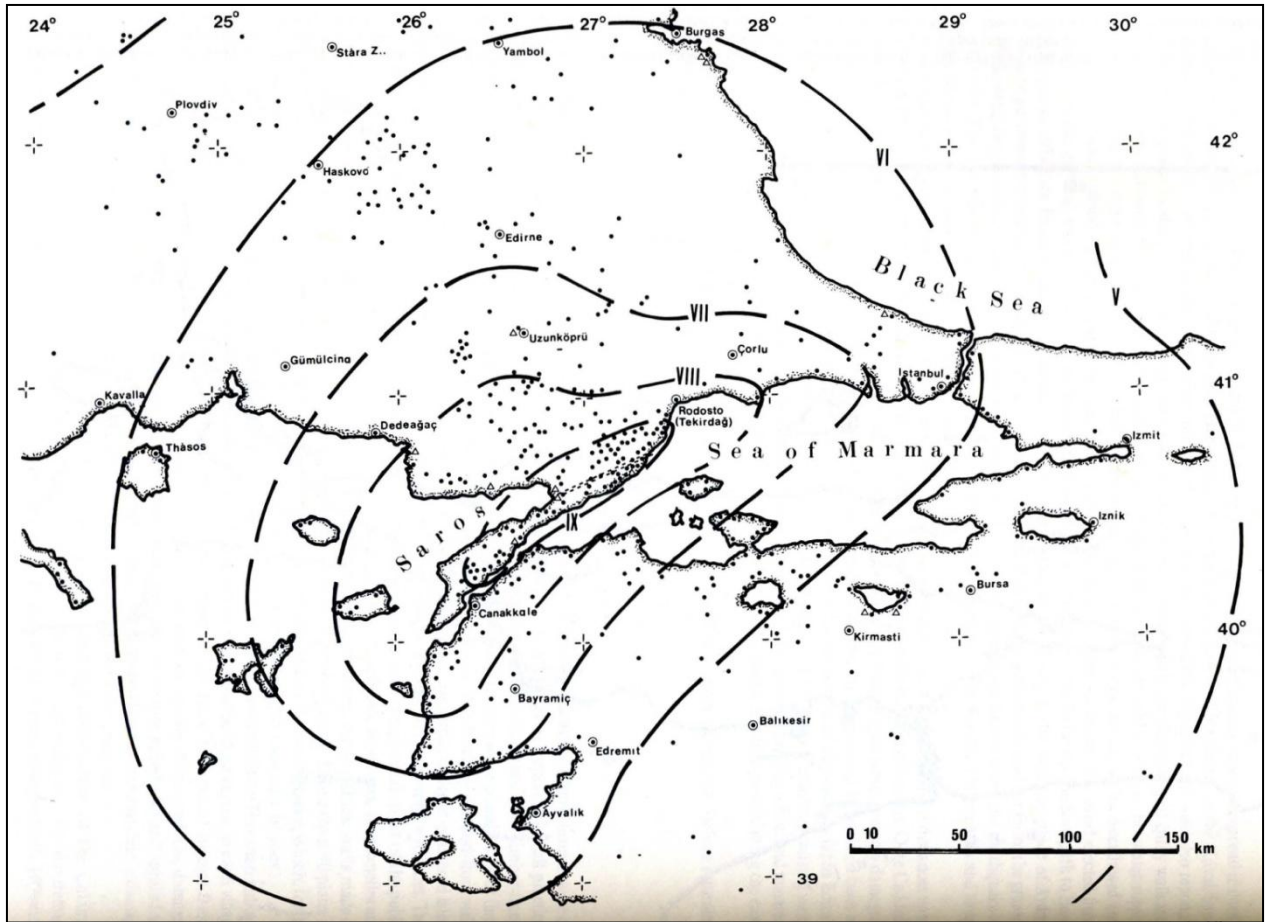 24° 25° 26° 27° 28° 29° 30°
Burgas
Stàra Z..
Yambol
Plovdiv
42°
VI
Haskovo
Edirne
Black Sea
V
VII
Uzunköprü
Çorlu
Gümülcina
VIII
Istanbul
41°
Kavalla
Rodosto
(Tekirdağ)
Dedeağaç
Izmit
Thàsos
Sea of Marmara
Saros
IX
Iznik
Bursa
Canakkale
Kirmasti
40°
Bayramiç
Balıkesir
Edremit
Ayvalık
0 10 50 100 150
km
39